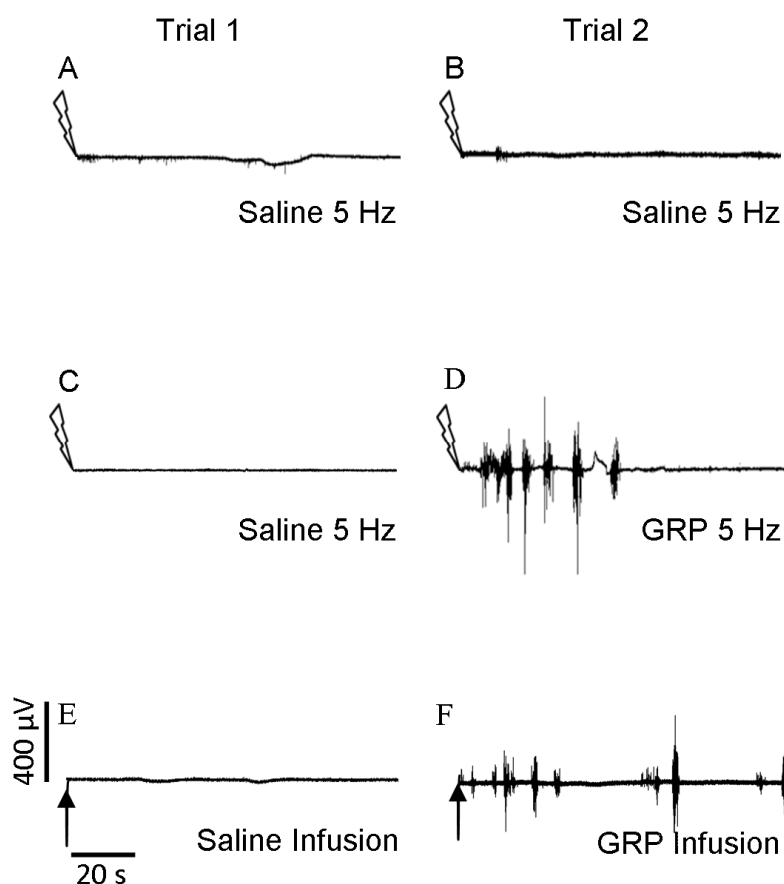 Trial 1
Trial 2
A
B
Saline 5 Hz
Saline 5 Hz
C
D
Saline 5 Hz
GRP 5 Hz
E
F
400 µV
Saline Infusion
GRP Infusion
20 s